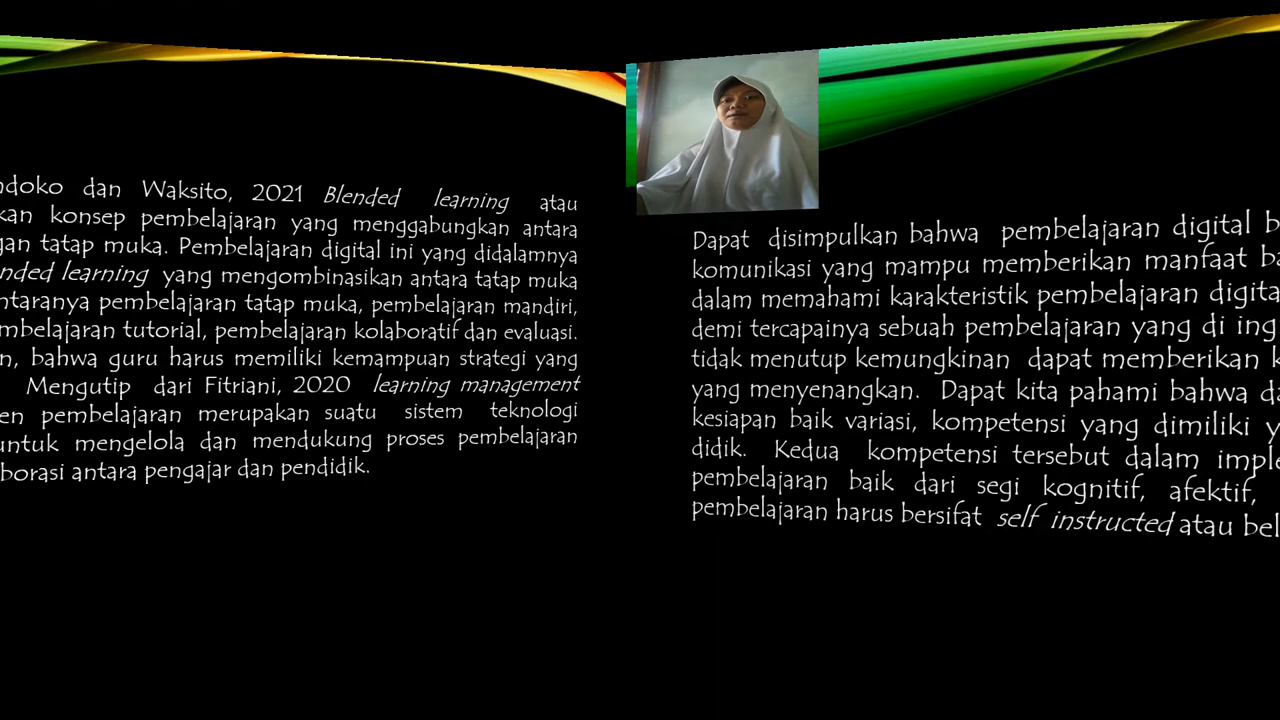 ndoko dan Waksito, 2021 Blended learning atau
kan konsep pembelajaran yang menggabungkan antara
gan tatap muka. Pembelajaran digital ini yang didalamnya
nded learning yang mengombinasikan antara tatap muka
ntaranya pembelajaran tatap muka, pembelajaran mandiri,
mbelajaran tutorial, pembelajaran kolaboratif dan evaluasi.
n, bahwa guru harus memiliki kemampuan strategi yang
Mengutip dari Fitriani, 2020 learning management
en pembelajaran merupakan suatu sistem teknologi
untuk mengelola dan mendukung proses pembelajaran
borasi antara pengajar dan pendidik.
Dapat disimpulkan bahwa pembelajaran digital b
komunikasi yang mampu memberikan manfaat ba
dalam memahami karakteristik pembelajaran digita
demi tercapainya sebuah pembelajaran yang di ing
tidak menutup kemungkinan dapat memberikan k
yang menyenangkan. Dapat kita pahami bahwa da
kesiapan baik variasi, kompetensi yang dimiliki y
didik. Kedua kompetensi tersebut dalam imple
pembelajaran baik dari segi kognitif, afektif,
pembelajaran harus bersifat self instructed atau bel